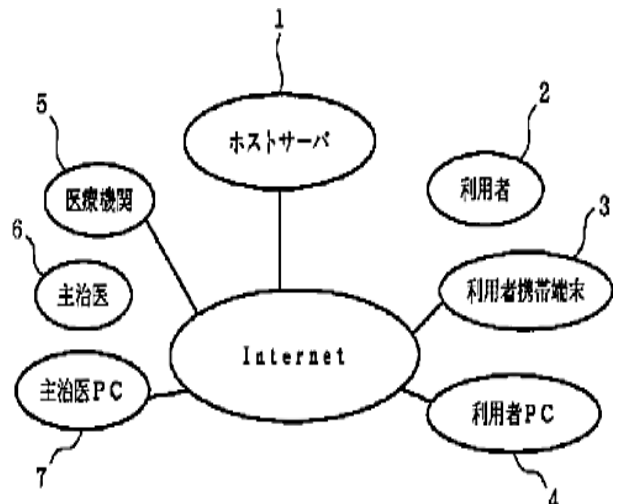 1
ホストサーバ
5
医療機関
2
利用者
6
主治医
3
利用者携帯端末
Internet
主治医PC
7
利用者PC
4